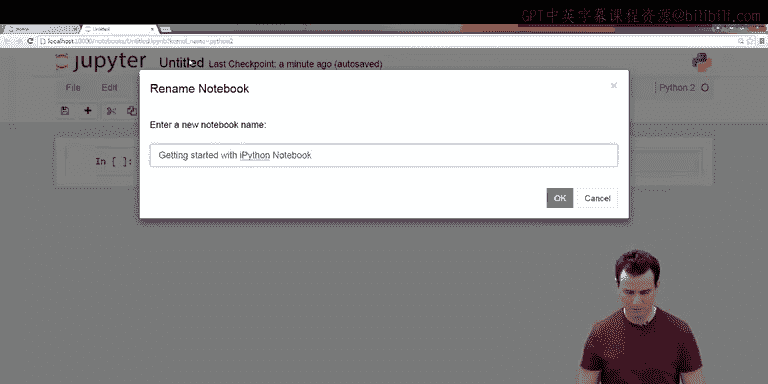 GPT中英字幕课程资源@bilibili.com
Untitled
jupyter Untitled Last Checkpoint: a minute ago (autosaved)
File Edit
Python 2
Rename Notebook
×
Enter a new notebook name:
Getting started with iPython Notebook
OK Cancel
In [ ]: